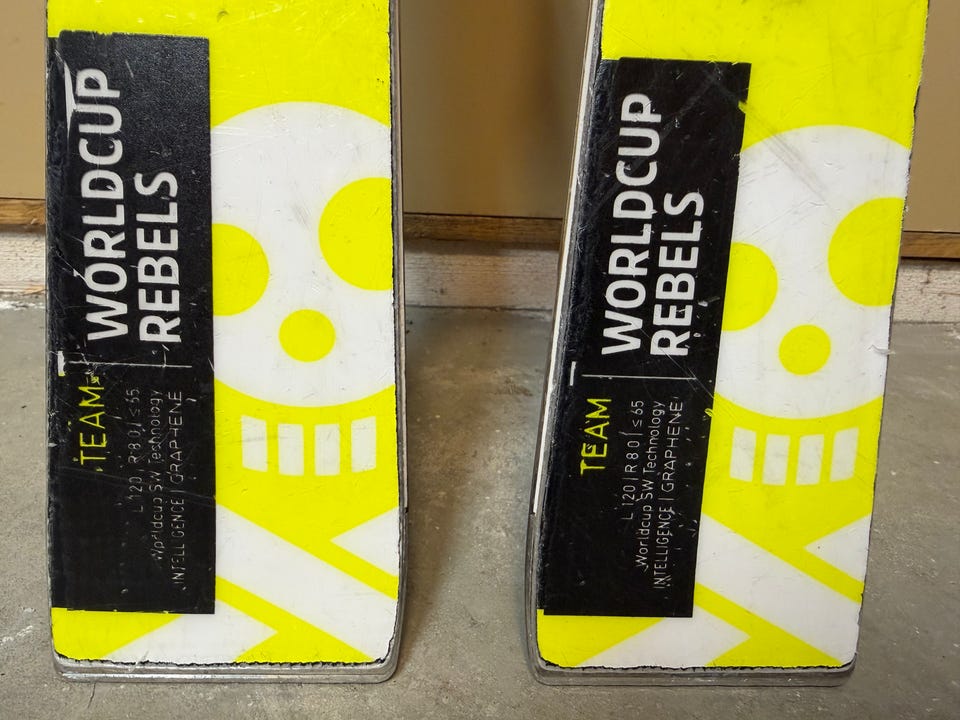 WORLDCUP
REBELS
TEAM
L 120 | R 8.0 | ≤ 65
Worldcup SW Technology
INTELLIGENCE | GRAPHENE
WORLDCUP
REBELS
TEAM
L 120 | R 8.0 | ≤ 65
Worldcup SW Technology
INTELLIGENCE | GRAPHENE